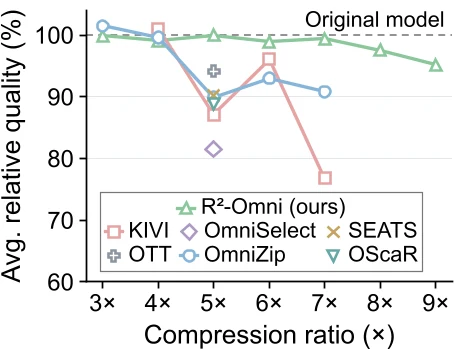 Original model
Avg. relative quality (%)
100
90
80
70
60
R²-Omni (ours)
KIVI
OmniSelect
SEATS
OTT
OmniZip
OScaR
3×
4×
5×
6×
7×
8×
9×
Compression ratio (×)